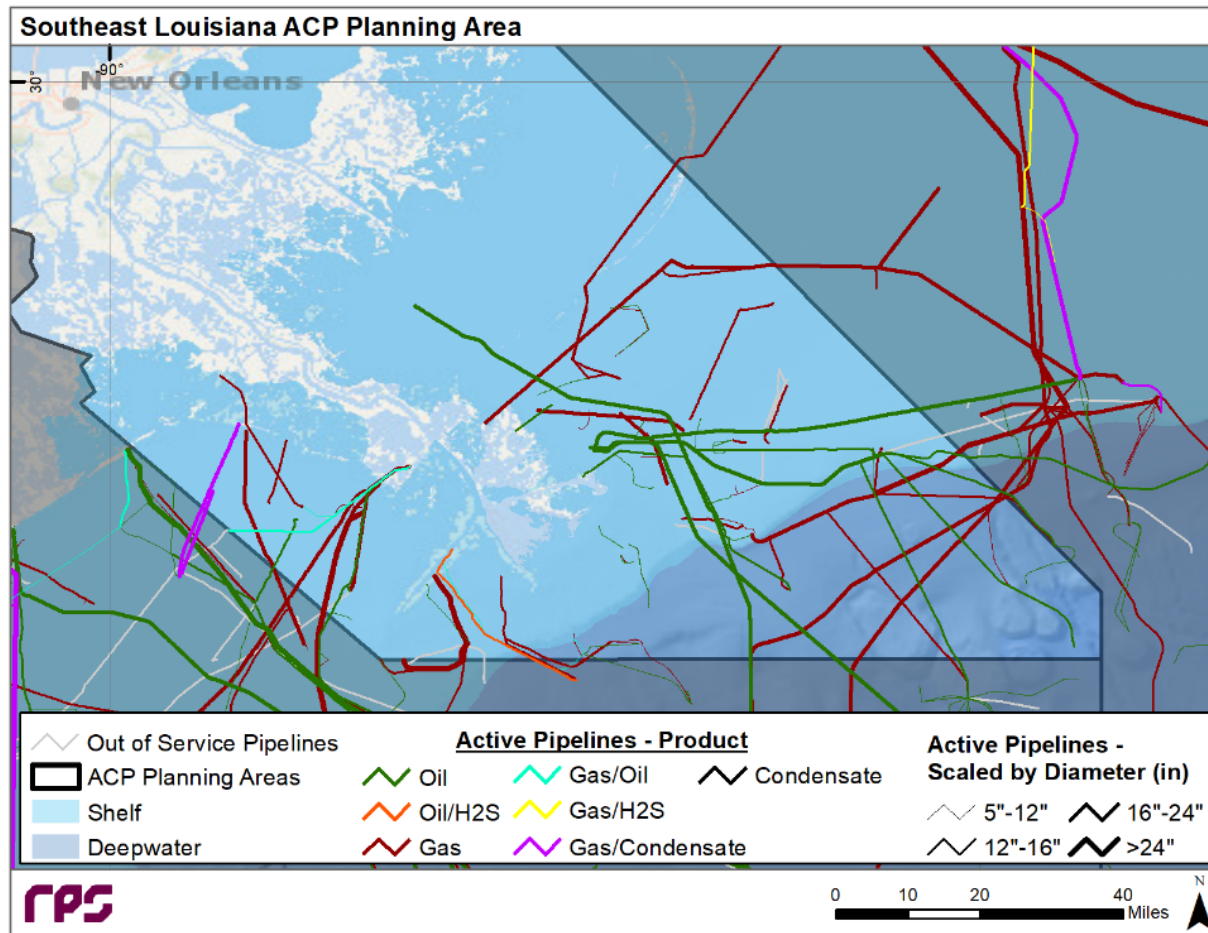 Southeast Louisiana ACP Planning Area
-90°
30°
New Orleans
Out of Service Pipelines
ACP Planning Areas
Shelf
Deepwater
Active Pipelines - Product
Oil
Gas/Oil
Condensate
Oil/H2S
Gas/H2S
Gas
Gas/Condensate
Active Pipelines -
Scaled by Diameter (in)
5"-12"
16"-24"
12"-16"
>24"
rps
0 10 20 40
Miles
N